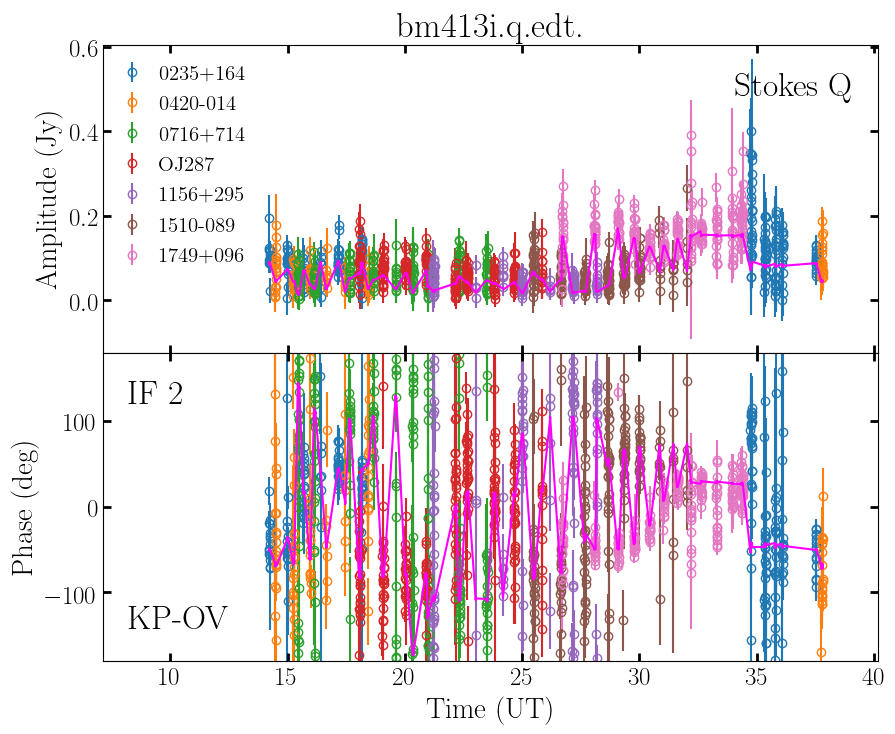 bm413i.q.edt.
Stokes Q
Amplitude (Jy)
0.6
0.4
0.2
0.0
0235+164
0420-014
0716+714
OJ287
1156+295
1510-089
1749+096
IF 2
KP-OV
Phase (deg)
100
0
−100
10 15 20 25 30 35 40
Time (UT)